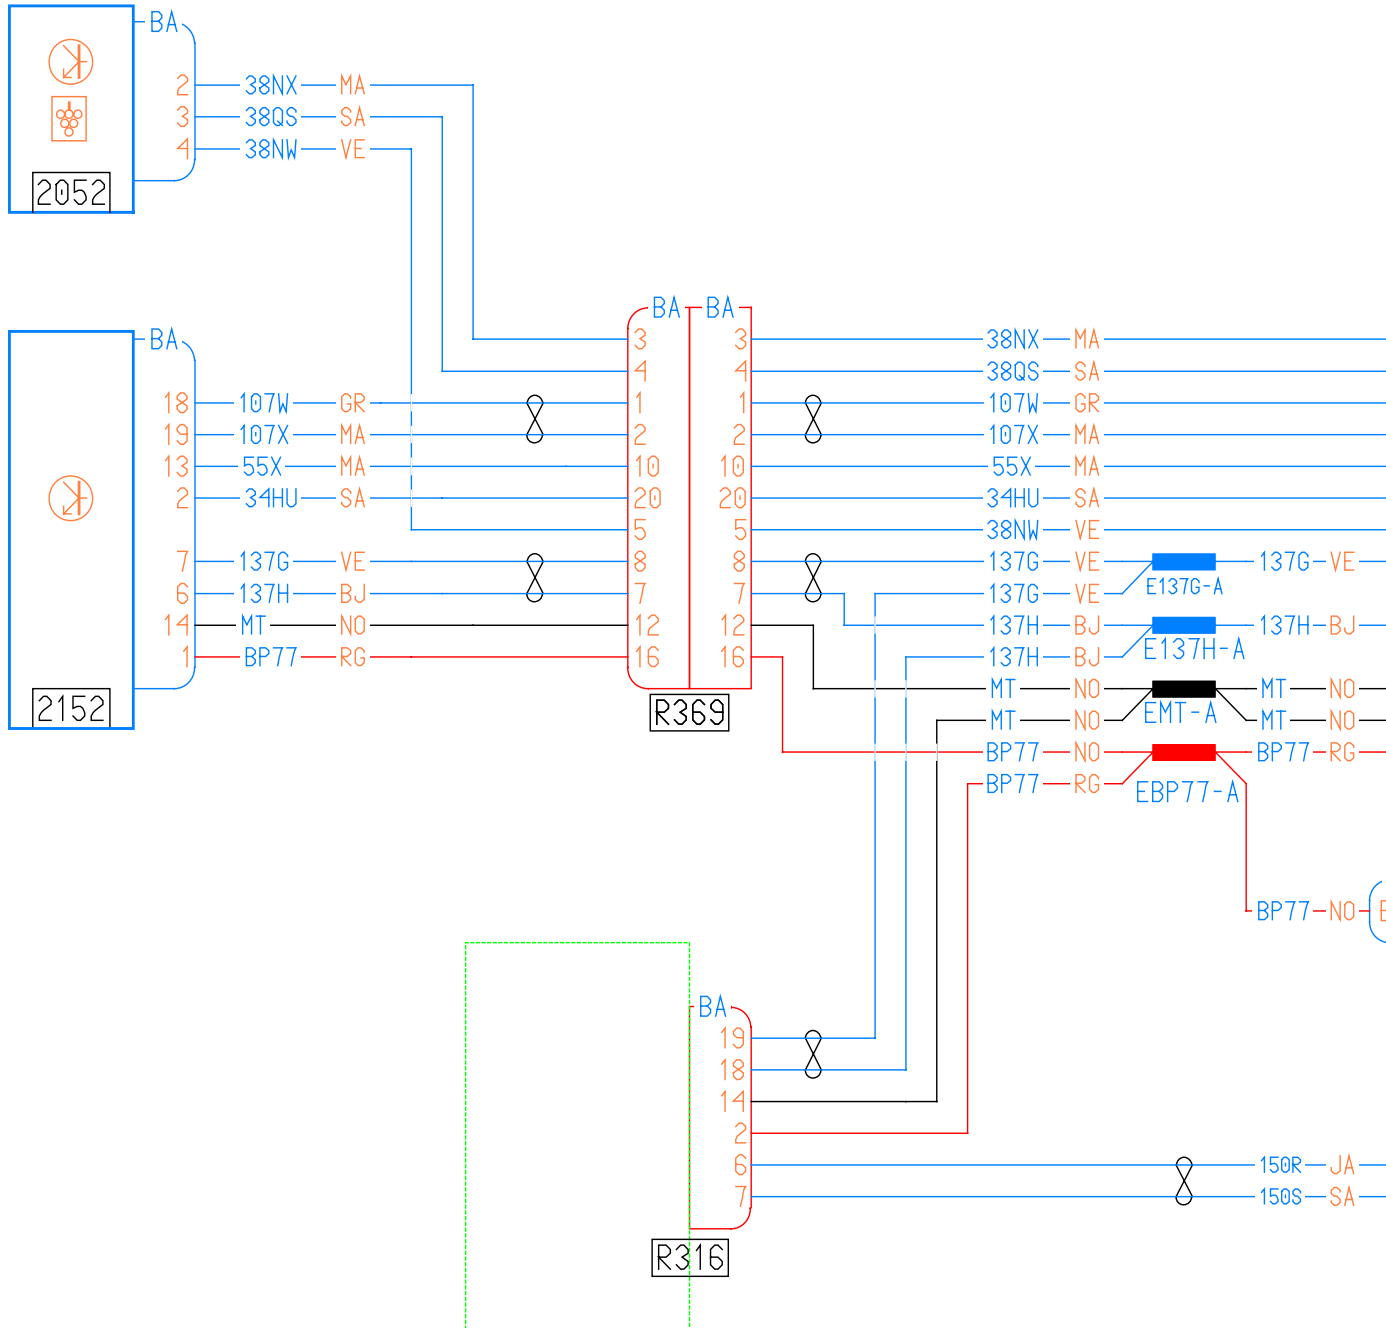 BA
2 38NX MA
3 38QS SA
4 38NW VE
2052
BA BA
3 3 38NX MA
BA
4 4 38QS SA
18 107W GR 1 1 107W GR
19 107X MA 2 2 107X MA
13 55X MA 10 10 55X MA
2 34HU SA 20 20 34HU SA
5 5 38NW VE
7 137G VE 8 8 137G VE 137G VE
E137G-A
6 137H BJ 7 7 137G VE
14 MT NO 12 12 137H BJ 137H BJ
E137H-A
1 BP77 RG 16 16 137H BJ
MT NO MT NO
2152 R369 EMT-A
MT NO MT NO
BP77 NO BP77 RG
BP77 RG EBP77-A
BP77 NO
BA
19
18
14
2
6 150R JA
7 150S SA
R316